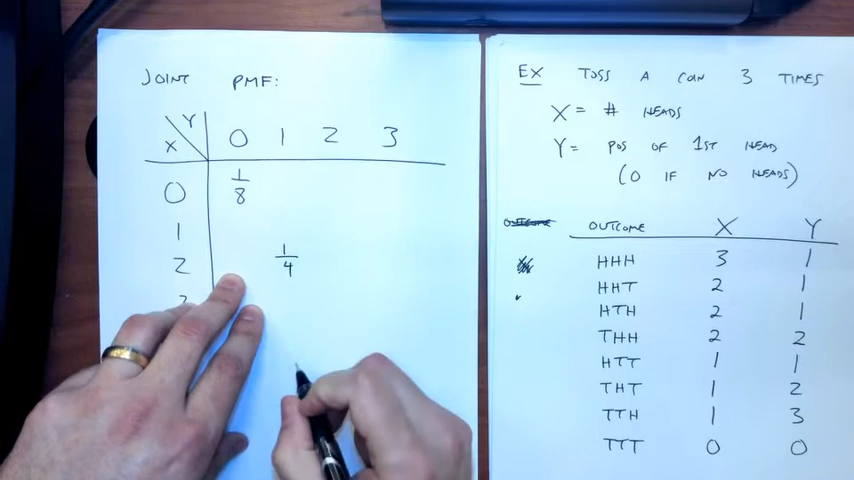 JOINT PMF:
Y
X
0 1 2 3
0 1/8
1
2 1/4
EX TOSS A COIN 3 TIMES
X = # HEADS
Y = POS OF 1ST HEAD
(0 IF NO HEADS)
OUTCOME X Y
HHH 3 1
HHT 2 1
HTH 2 1
THH 2 2
HTT 1 1
THT 1 2
TTH 1 3
TTT 0 0